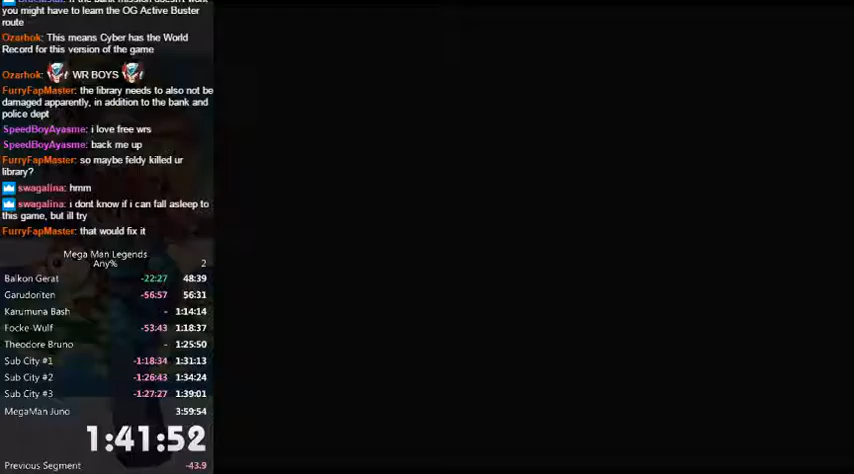 you might have to learn the OG Active Buster
route
Ozarhok: This means Cyber has the World
Record for this version of the game
Ozarhok: WR BOYS
FurryFapMaster: the library needs to also not be
damaged apparently, in addition to the bank and
police dept
SpeedBoyAyasme: i love free wrs
SpeedBoyAyasme: back me up
FurryFapMaster: so maybe feldy killed ur
library?
swagalina: hmm
swagalina: i dont know if i can fall asleep to
this game, but ill try
FurryFapMaster: that would fix it
Mega Man Legends
Any% 2
Balkon Gerat -22:27 48:39
Garudoriten -56:57 56:31
Karumuna Bash - 1:14:14
Focke-Wulf -53:43 1:18:37
Theodore Bruno - 1:25:50
Sub City #1 -1:18:34 1:31:13
Sub City #2 -1:26:43 1:34:24
Sub City #3 -1:27:27 1:39:01
MegaMan Juno 3:59:54
1:41:52
Previous Segment -43.9